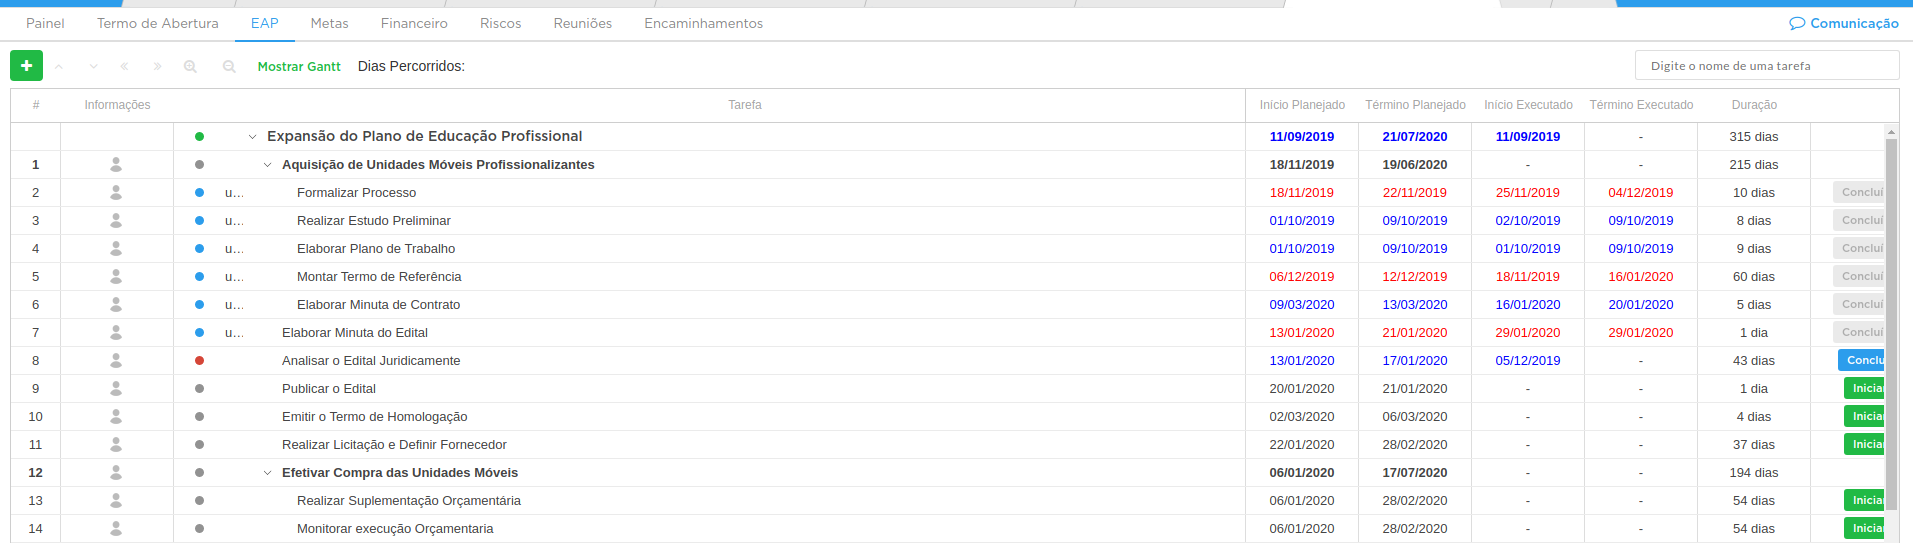 Painel Termo de Abertura EAP Metas Financeiro Riscos Reuniões Encaminhamentos Comunicação
+ Mostrar Gantt Dias Percorridos: Digite o nome de uma tarefa
# Informações Tarefa Início Planejado Término Planejado Início Executado Término Executado Duração
Expansão do Plano de Educação Profissional 11/09/2019 21/07/2020 11/09/2019 - 315 dias
1 Aquisição de Unidades Móveis Profissionalizantes 18/11/2019 19/06/2020 - - 215 dias
2 u... Formalizar Processo 18/11/2019 22/11/2019 25/11/2019 04/12/2019 10 dias Concluí
3 u... Realizar Estudo Preliminar 01/10/2019 09/10/2019 02/10/2019 09/10/2019 8 dias Concluí
4 u... Elaborar Plano de Trabalho 01/10/2019 09/10/2019 01/10/2019 09/10/2019 9 dias Concluí
5 u... Montar Termo de Referência 06/12/2019 12/12/2019 18/11/2019 16/01/2020 60 dias Concluí
6 u... Elaborar Minuta de Contrato 09/03/2020 13/03/2020 16/01/2020 20/01/2020 5 dias Concluí
7 u... Elaborar Minuta do Edital 13/01/2020 21/01/2020 29/01/2020 29/01/2020 1 dia Concluí
8 Analisar o Edital Juridicamente 13/01/2020 17/01/2020 05/12/2019 - 43 dias Conclu
9 Publicar o Edital 20/01/2020 21/01/2020 - - 1 dia Inicia
10 Emitir o Termo de Homologação 02/03/2020 06/03/2020 - - 4 dias Inicia
11 Realizar Licitação e Definir Fornecedor 22/01/2020 28/02/2020 - - 37 dias Inicia
12 Efetivar Compra das Unidades Móveis 06/01/2020 17/07/2020 - - 194 dias
13 Realizar Suplementação Orçamentária 06/01/2020 28/02/2020 - - 54 dias Inicia
14 Monitorar execução Orçamentaria 06/01/2020 28/02/2020 - - 54 dias Inicia